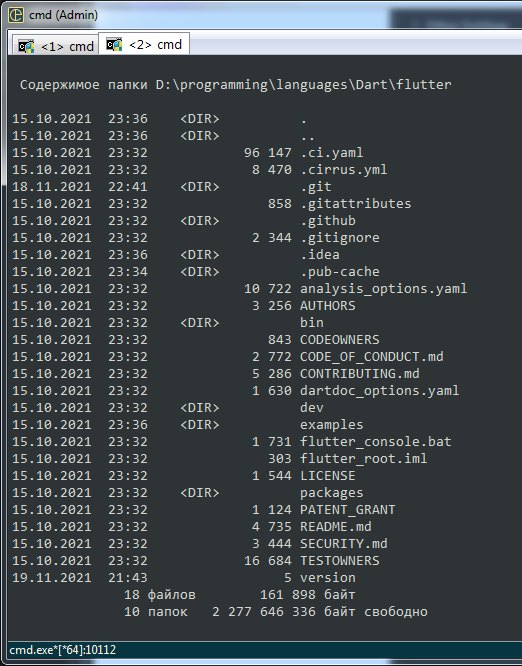 cmd (Admin)
<1> cmd <2> cmd
Содержимое папки D:\programming\languages\Dart\flutter
15.10.2021 23:36 <DIR> .
15.10.2021 23:36 <DIR> ..
15.10.2021 23:32 96 147 .ci.yaml
15.10.2021 23:32 8 470 .cirrus.yml
18.11.2021 22:41 <DIR> .git
15.10.2021 23:32 858 .gitattributes
15.10.2021 23:32 <DIR> .github
15.10.2021 23:32 2 344 .gitignore
15.10.2021 23:36 <DIR> .idea
15.10.2021 23:34 <DIR> .pub-cache
15.10.2021 23:32 10 722 analysis_options.yaml
15.10.2021 23:32 3 256 AUTHORS
15.10.2021 23:32 <DIR> bin
15.10.2021 23:32 843 CODEOWNERS
15.10.2021 23:32 2 772 CODE_OF_CONDUCT.md
15.10.2021 23:32 5 286 CONTRIBUTING.md
15.10.2021 23:32 1 630 dartdoc_options.yaml
15.10.2021 23:32 <DIR> dev
15.10.2021 23:36 <DIR> examples
15.10.2021 23:32 1 731 flutter_console.bat
15.10.2021 23:32 303 flutter_root.iml
15.10.2021 23:32 1 544 LICENSE
15.10.2021 23:32 <DIR> packages
15.10.2021 23:32 1 124 PATENT_GRANT
15.10.2021 23:32 4 735 README.md
15.10.2021 23:32 3 444 SECURITY.md
15.10.2021 23:32 16 684 TESTOWNERS
19.11.2021 21:43 5 version
18 файлов 161 898 байт
10 папок 2 277 646 336 байт свободно
cmd.exe*[*64]:10112